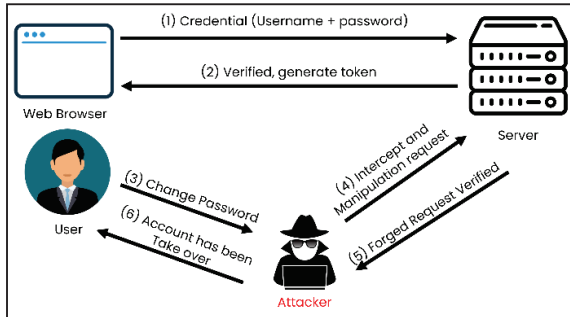 (1) Credential (Username + password)
(2) Verified, generate token
Web Browser
Server
(3) Change Password
(4) Intercept and
Manipulation request
(5) Forged Request Verified
(6) Account has been
Take over
User
Attacker